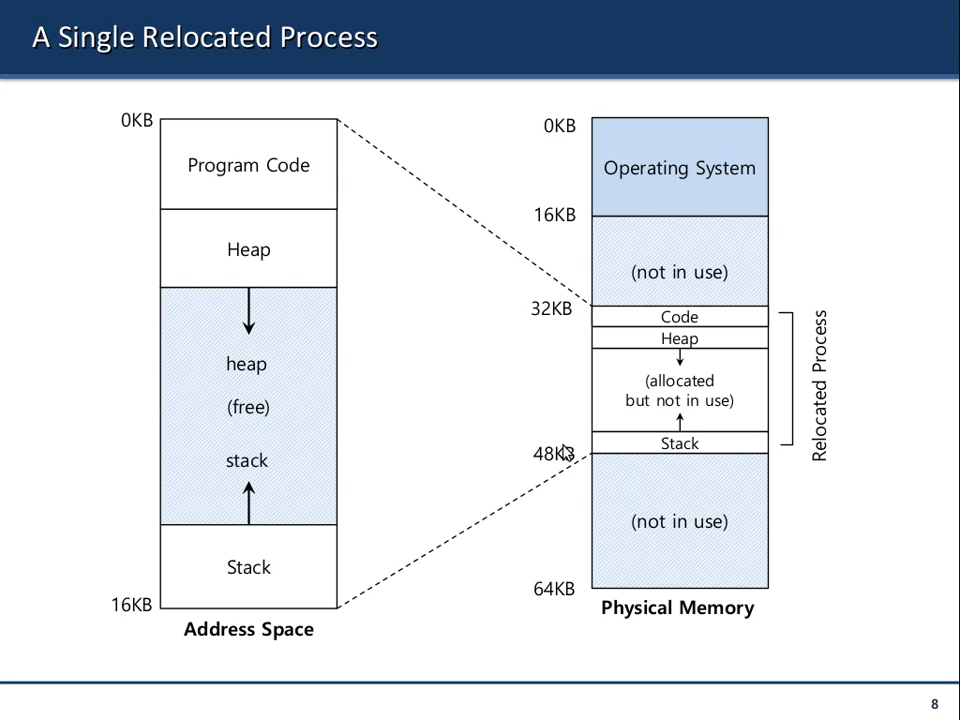 A Single Relocated Process
0KB
Program Code
Heap
heap
(free)
stack
Stack
16KB
Address Space
0KB
Operating System
16KB
(not in use)
32KB
Code
Heap
(allocated
but not in use)
Stack
48KB
(not in use)
64KB
Physical Memory
Relocated Process
8